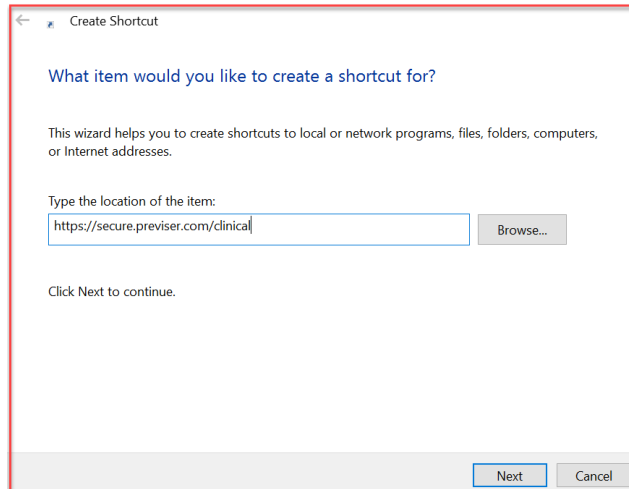 Create Shortcut
What item would you like to create a shortcut for?
This wizard helps you to create shortcuts to local or network programs, files, folders, computers,
or Internet addresses.
Type the location of the item:
https://secure.previser.com/clinical
Browse...
Click Next to continue.
Next
Cancel